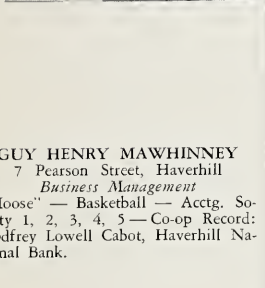 GUY HENRY MAWHINNEY
7 Pearson Street, Haverhill
Business Management
oose" — Basketball — Acctg. So-
ty 1, 2, 3, 4, 5 — Co-op Record:
dfrey Lowell Cabot, Haverhill Na-
nal Bank.